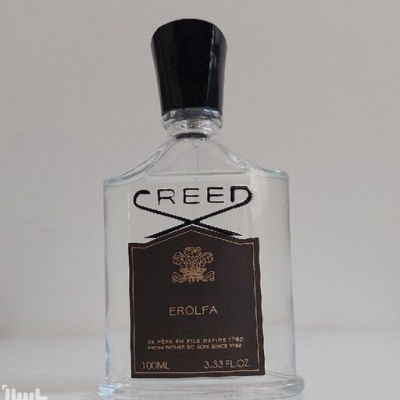 CREED
EROLFA
DE PÈRE EN FILS DEPUIS 1760
FROM FATHER TO SON SINCE 1760
100ML 3.33 FL.OZ.